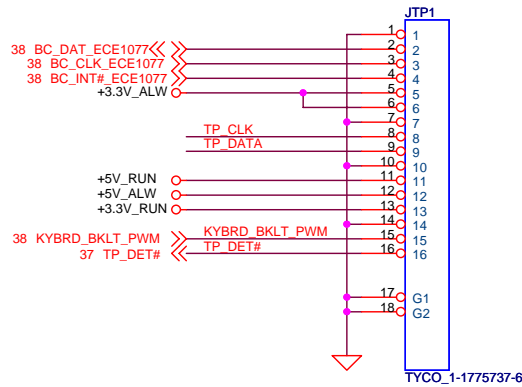 JTP1
1 1
38 BC_DAT_ECE1077 2 2
38 BC_CLK_ECE1077 3 3
38 BC_INT#_ECE1077 4 4
+3.3V_ALW 5 5
6 6
7 7
TP_CLK 8 8
TP_DATA 9 9
10 10
+5V_RUN 11 11
+5V_ALW 12 12
+3.3V_RUN 13 13
14 14
38 KYBRD_BKLT_PWM KYBRD_BKLT_PWM 15 15
37 TP_DET# TP_DET# 16 16
17 G1
18 G2
TYCO_1-1775737-6